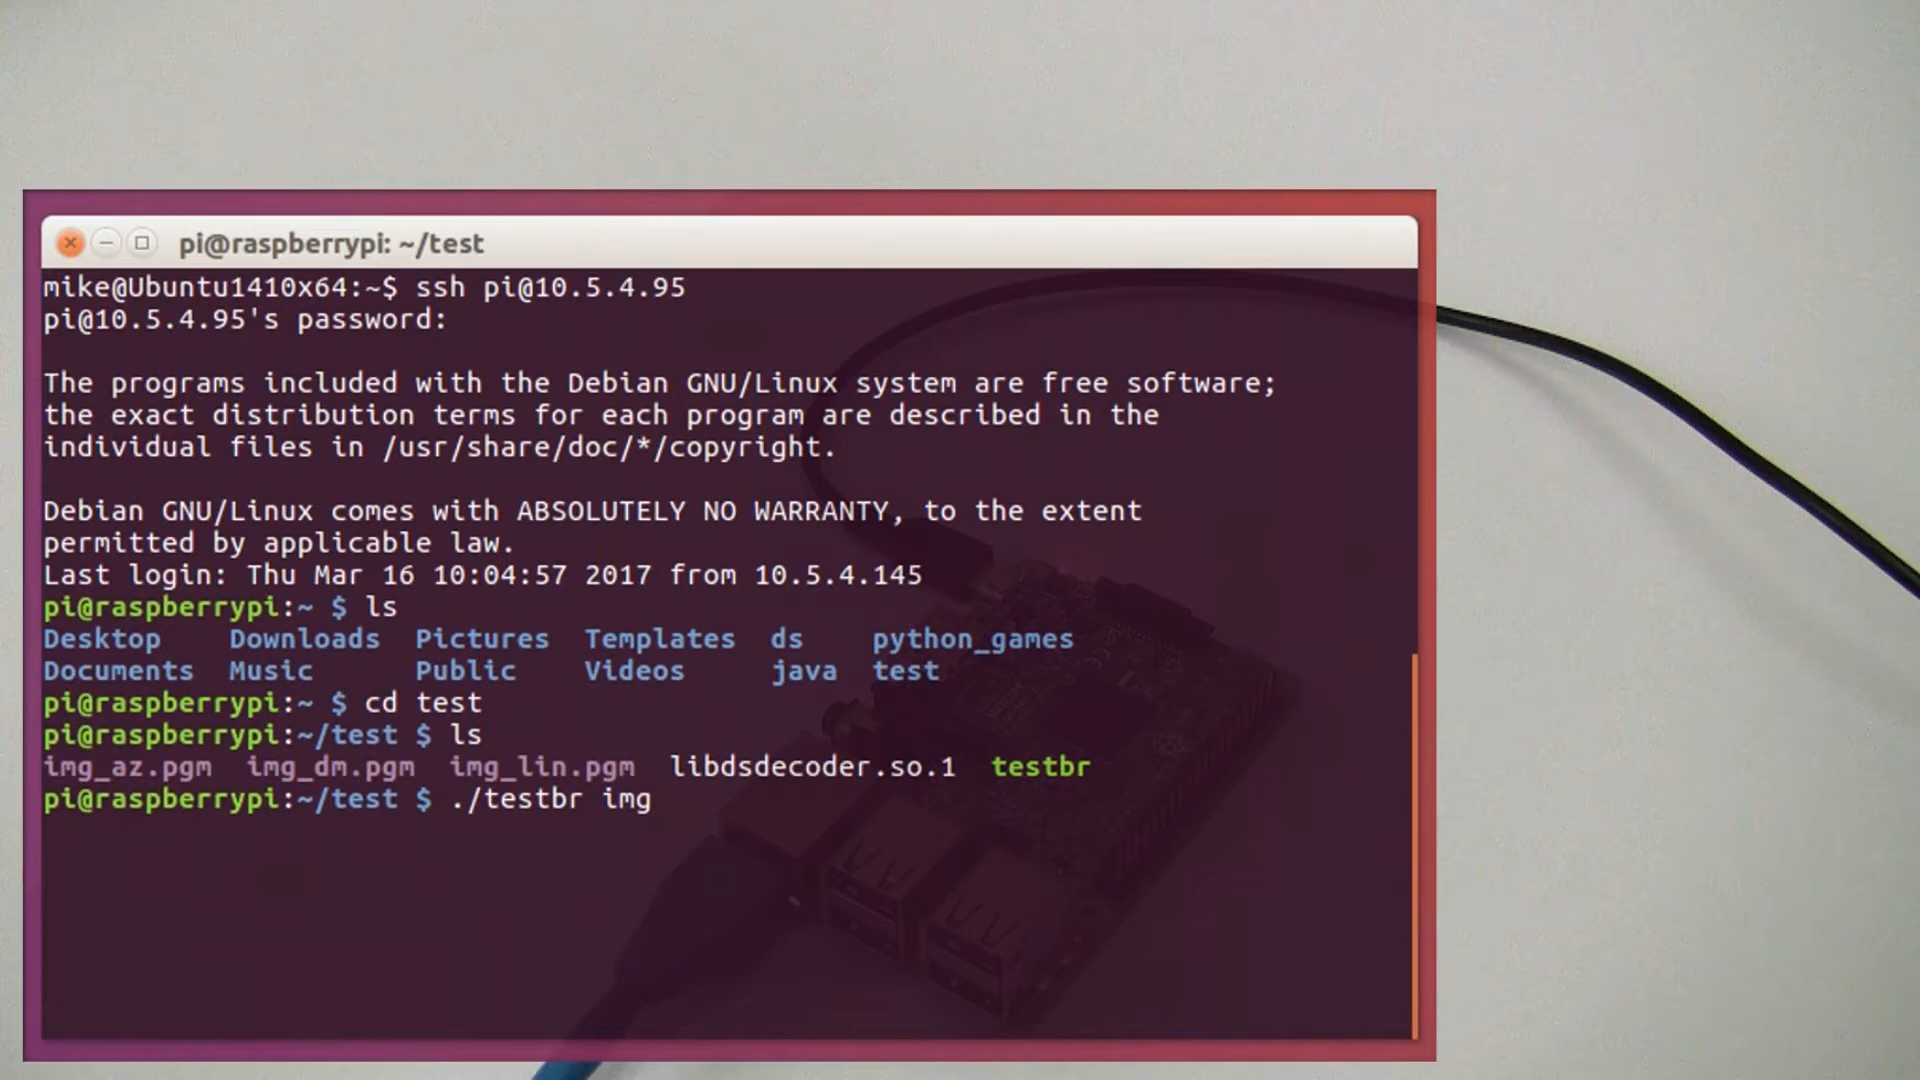 pi@raspberrypi: ~/test
mike@Ubuntu1410x64:~$ ssh pi@10.5.4.95
pi@10.5.4.95's password:
The programs included with the Debian GNU/Linux system are free software;
the exact distribution terms for each program are described in the
individual files in /usr/share/doc/*/copyright.
Debian GNU/Linux comes with ABSOLUTELY NO WARRANTY, to the extent
permitted by applicable law.
Last login: Thu Mar 16 10:04:57 2017 from 10.5.4.145
pi@raspberrypi:~ $ ls
Desktop Downloads Pictures Templates ds python_games
Documents Music Public Videos java test
pi@raspberrypi:~ $ cd test
pi@raspberrypi:~/test $ ls
img_az.pgm img_dm.pgm img_lin.pgm libdsdecoder.so.1 testbr
pi@raspberrypi:~/test $ ./testbr img